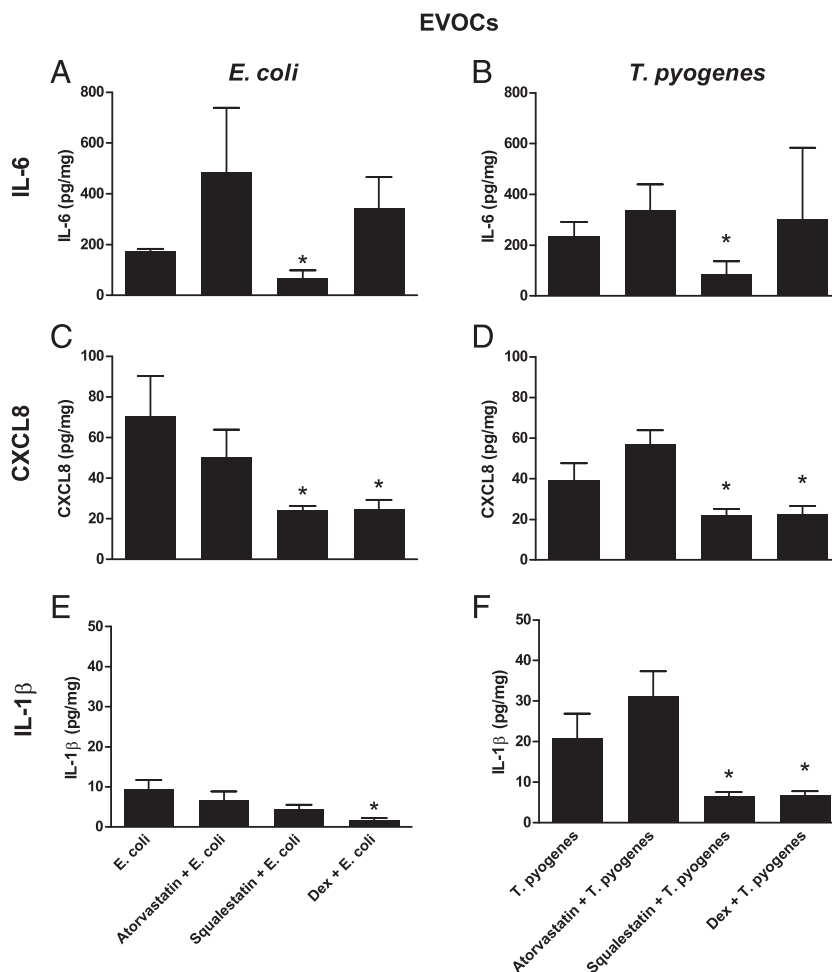 EVOCs
A
E. coli
B
T. pyogenes
IL-6
IL-6 (pg/mg)
800
600
400
200
0
*
IL-6 (pg/mg)
800
600
400
200
0
*
C
D
CXCL8
CXCL8 (pg/mg)
100
80
60
40
20
0
*
*
CXCL8 (pg/mg)
100
80
60
40
20
0
*
*
E
F
IL-1β
IL-1β (pg/mg)
50
40
30
20
10
0
*
IL-1β (pg/mg)
50
40
30
20
10
0
*
*
E. coli
Atorvastatin + E. coli
Squalestatin + E. coli
Dex + E. coli
T. pyogenes
Atorvastatin + T. pyogenes
Squalestatin + T. pyogenes
Dex + T. pyogenes